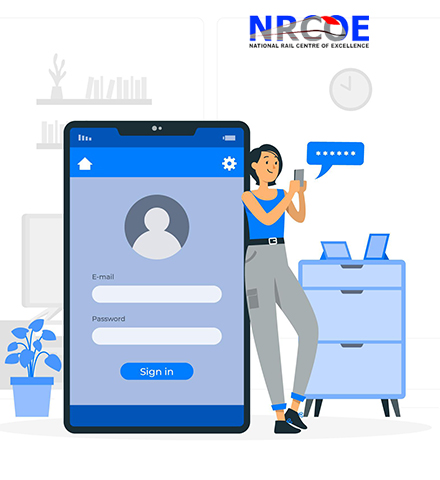 NRCOE
NATIONAL RAIL CENTRE OF EXCELLENCE
E-mail
Password
Sign in